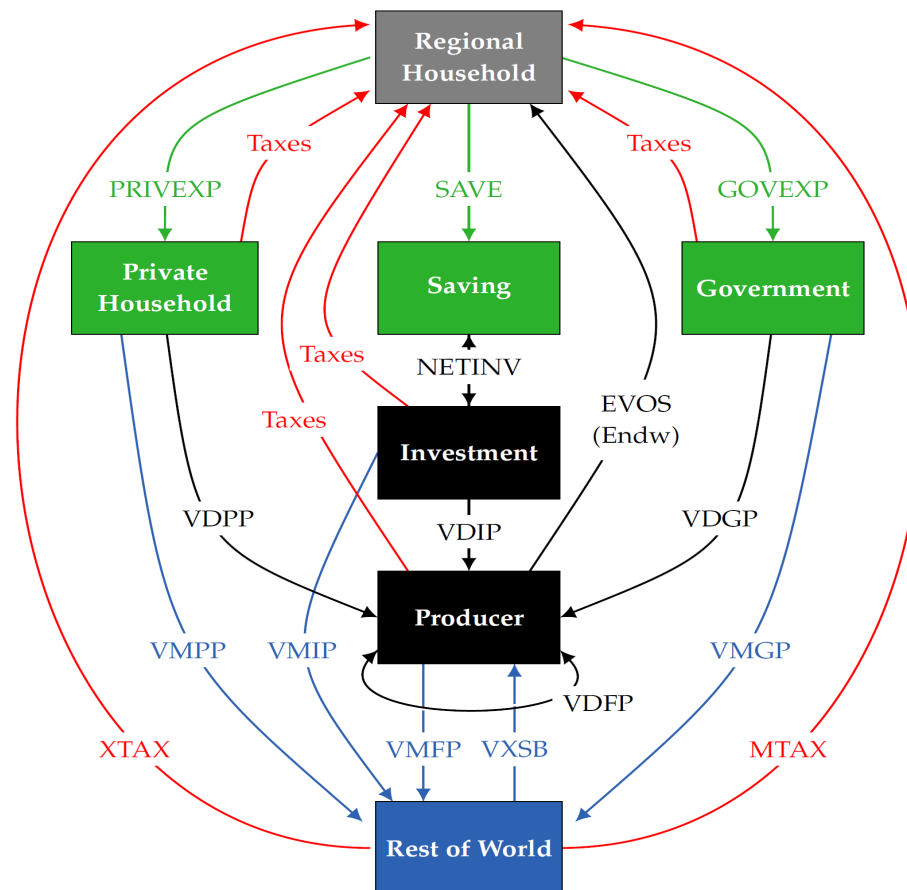 Regional
Household
Taxes
Taxes
PRIVEXP
SAVE
GOVEXP
Private
Household
Saving
Government
Taxes
NETINV
Taxes
EVOS
(Endw)
Investment
VDPP
VDIP
VDGP
Producer
VMPP
VMIP
VMGP
VDFP
XTAX
VMFP
VXSB
MTAX
Rest of World